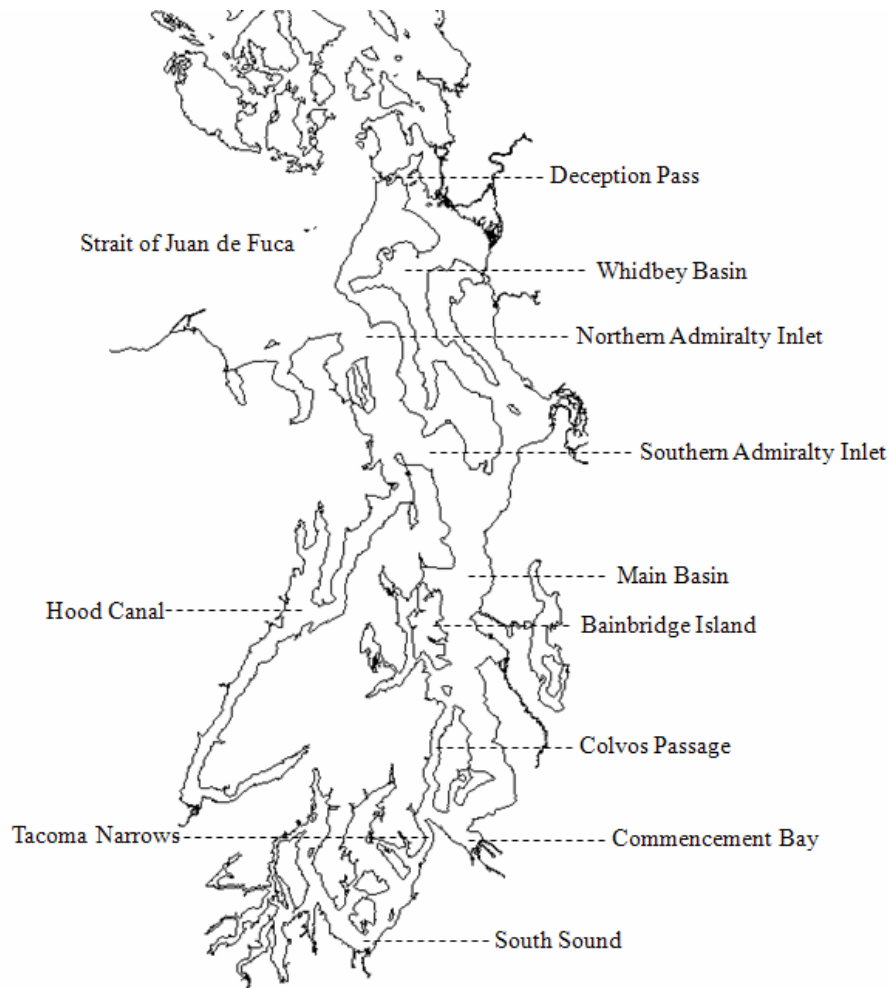 Deception Pass
Strait of Juan de Fuca
Whidbey Basin
Northern Admiralty Inlet
Southern Admiralty Inlet
Main Basin
Hood Canal
Bainbridge Island
Colvos Passage
Tacoma Narrows
Commencement Bay
South Sound